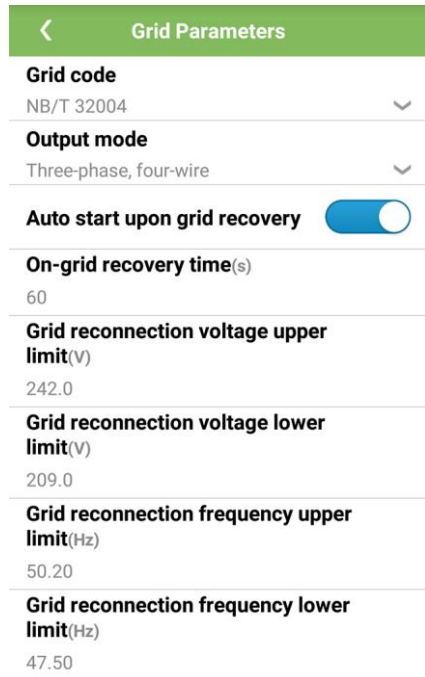 Grid Parameters
Grid code
NB/T 32004
Output mode
Three-phase, four-wire
Auto start upon grid recovery
On-grid recovery time(s)
60
Grid reconnection voltage upper
limit(V)
242.0
Grid reconnection voltage lower
limit(V)
209.0
Grid reconnection frequency upper
limit(Hz)
50.20
Grid reconnection frequency lower
limit(Hz)
47.50